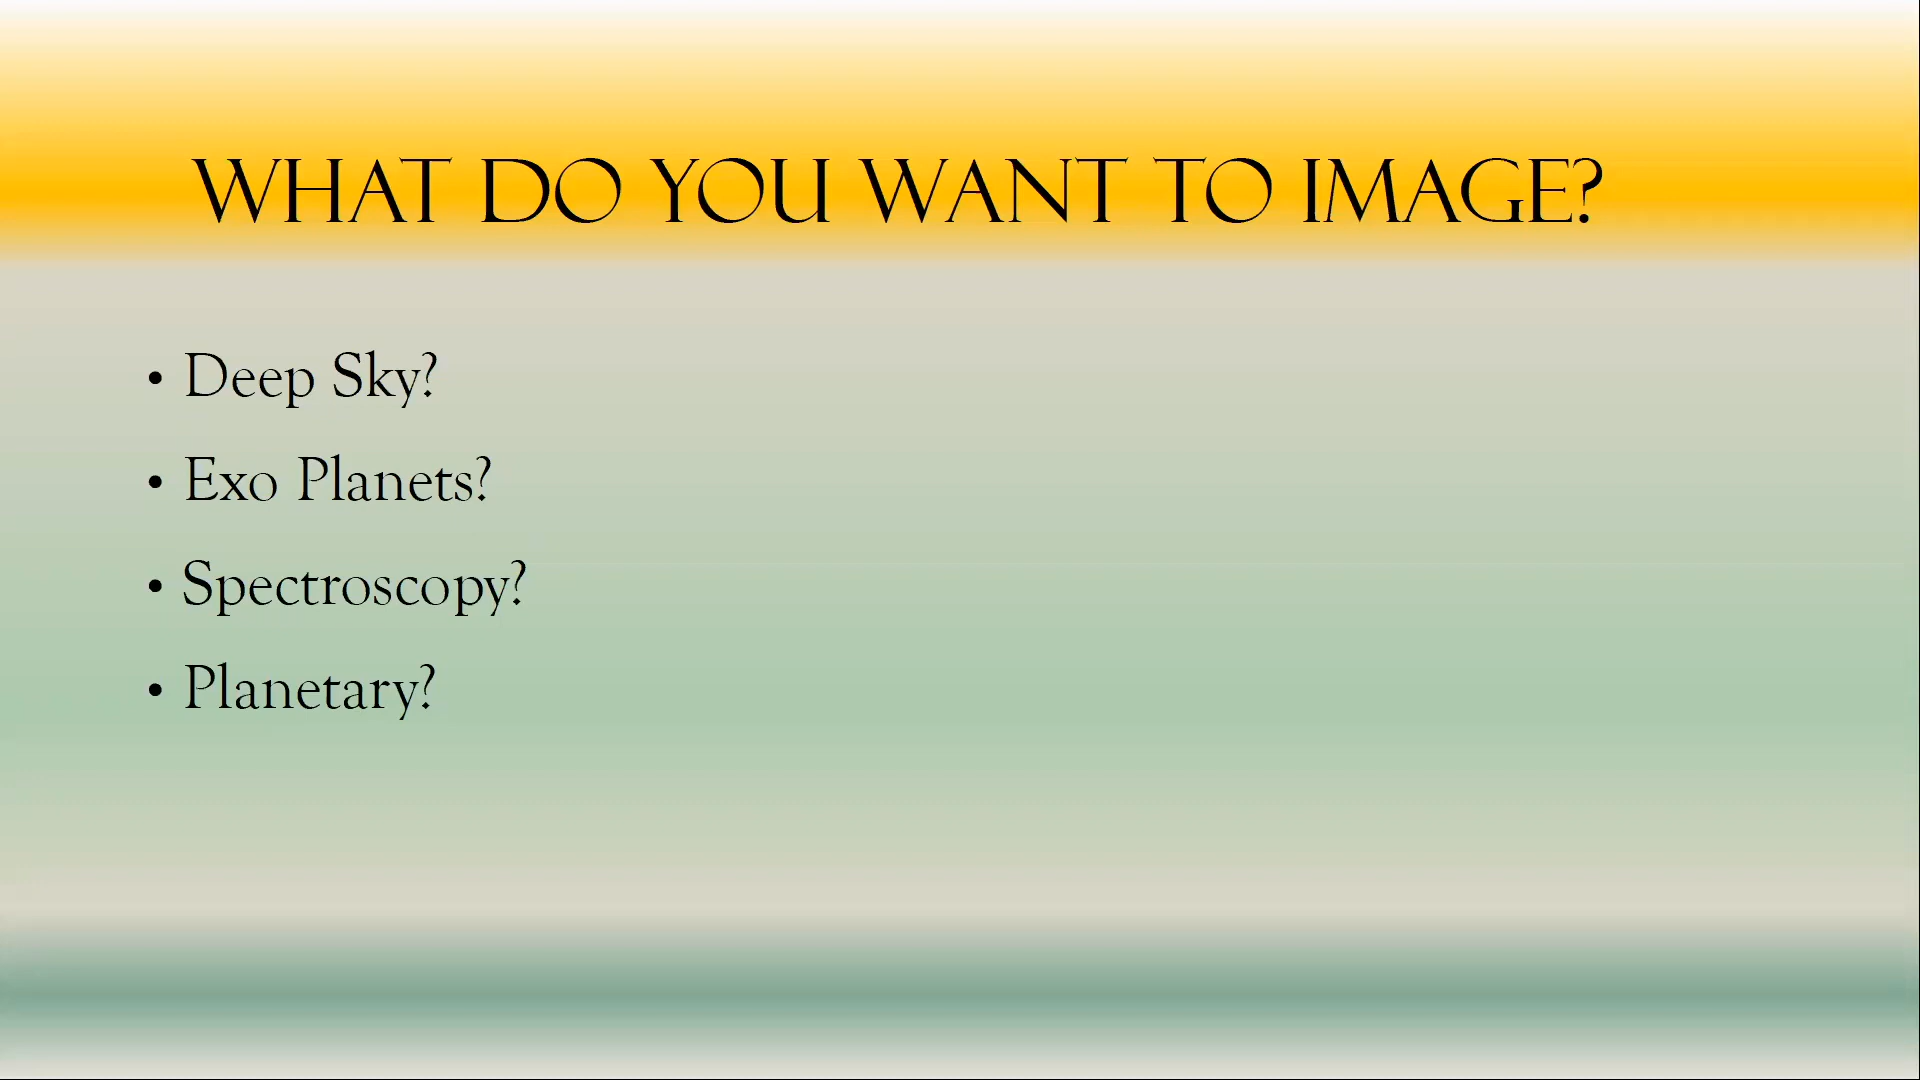 WHAT DO YOU WANT TO IMAGE?
• Deep Sky?
• Exo Planets?
• Spectroscopy?
• Planetary?